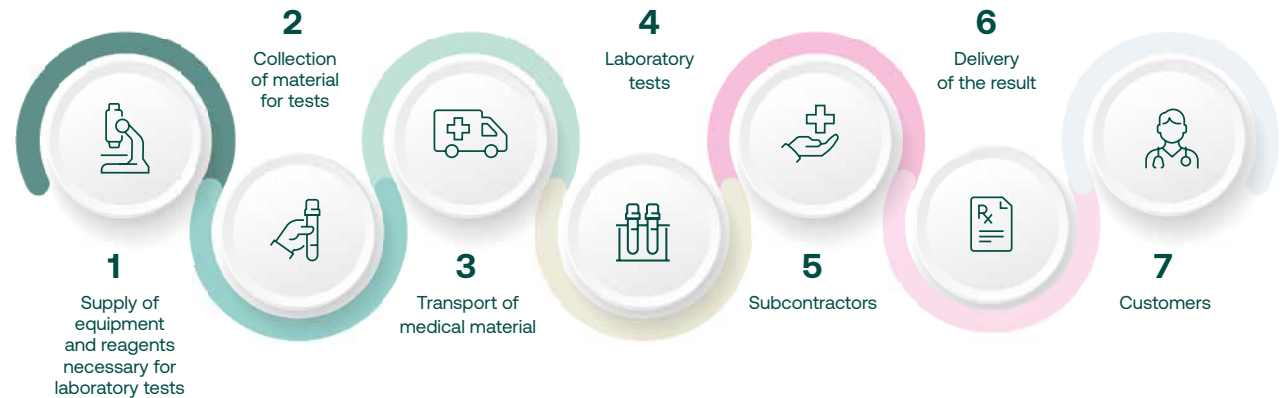 1
Supply of
equipment
and reagents
necessary for
laboratory tests
2
Collection
of material
for tests
3
Transport of
medical material
4
Laboratory
tests
5
Subcontractors
6
Delivery
of the result
Rx
7
Customers